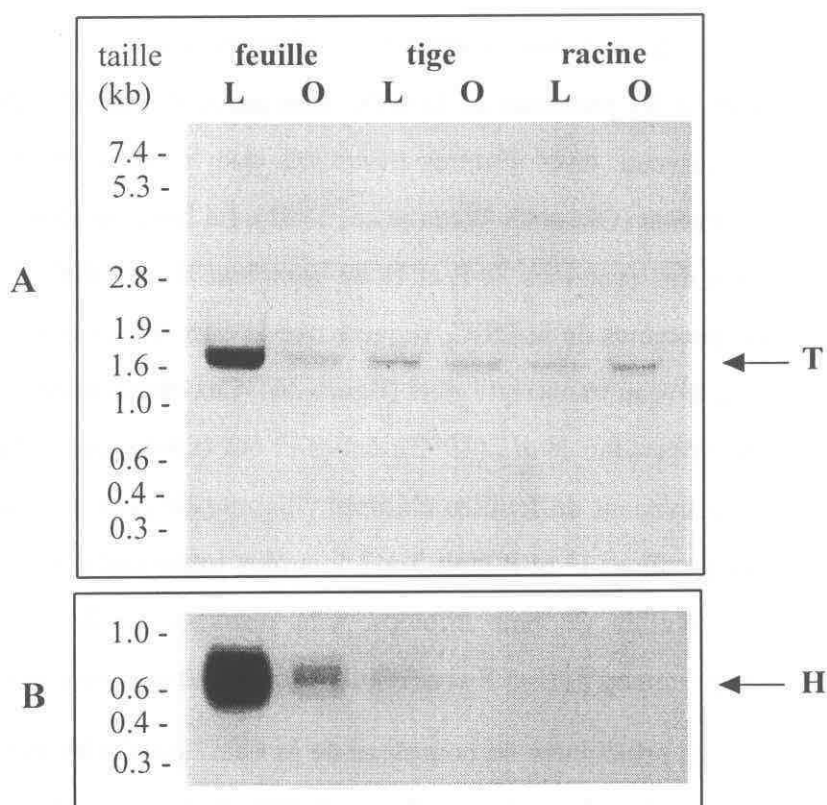 taille feuille tige racine
(kb) L O L O L O
7.4 -
5.3 -
2.8 -
A
1.9 -
1.6 -
T
1.0 -
0.6 -
0.4 -
0.3 -
1.0 -
B
0.6 -
H
0.4 -
0.3 -